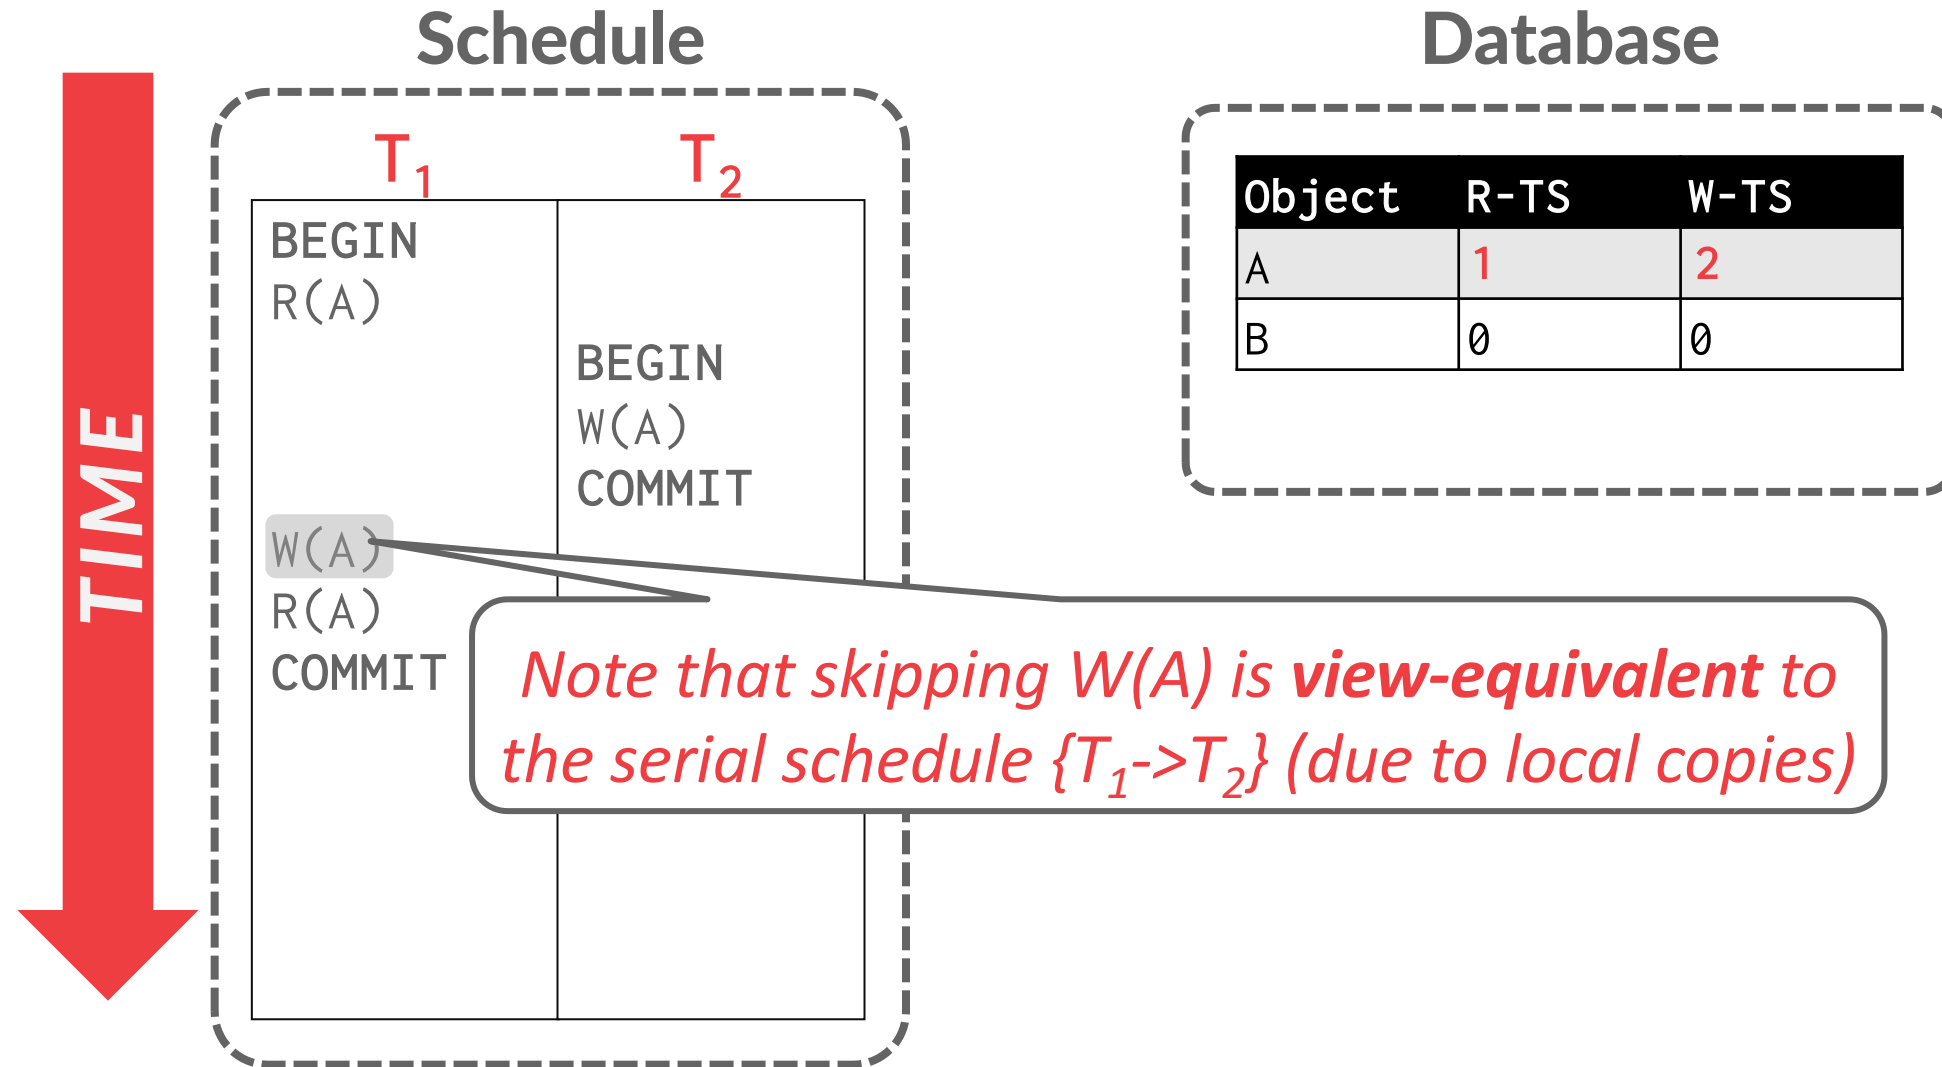 Schedule
Database
TIME
T1 T2
BEGIN
R(A)
BEGIN
W(A)
COMMIT
W(A)
R(A)
COMMIT
Object R-TS W-TS
A 1 2
B 0 0
Note that skipping W(A) is view-equivalent to
the serial schedule {T1->T2} (due to local copies)